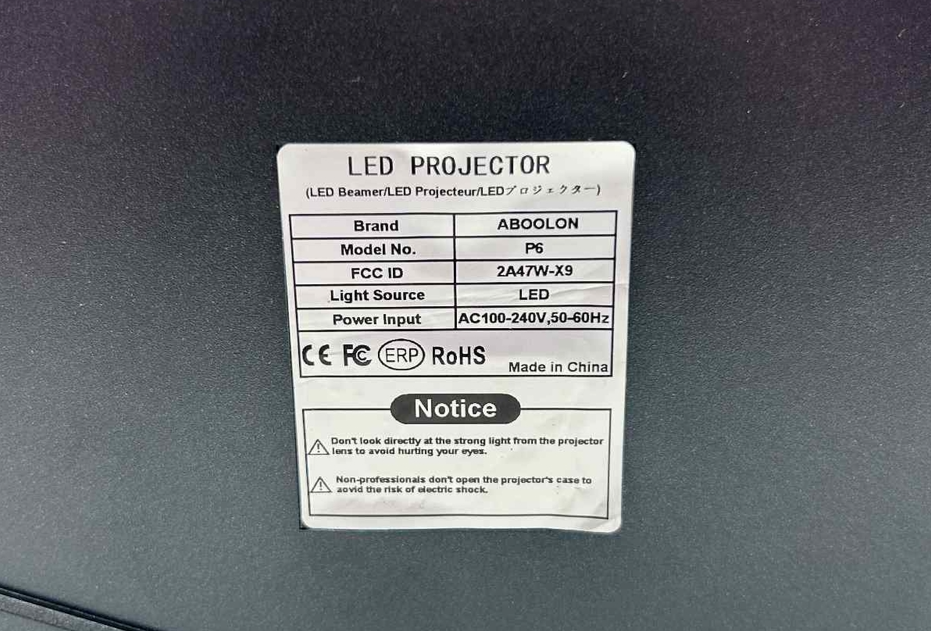 LED PROJECTOR
(LED Beamer/LED Projecteur/LEDプロジェクター)
Brand ABOOLON
Model No. P6
FCC ID 2A47W-X9
Light Source LED
Power Input AC100-240V,50-60Hz
CE FC ERP RoHS Made in China
Notice
Don't look directly at the strong light from the projector
lens to avoid hurting your eyes.
Non-professionals don't open the projector's case to
aovid the risk of electric shock.